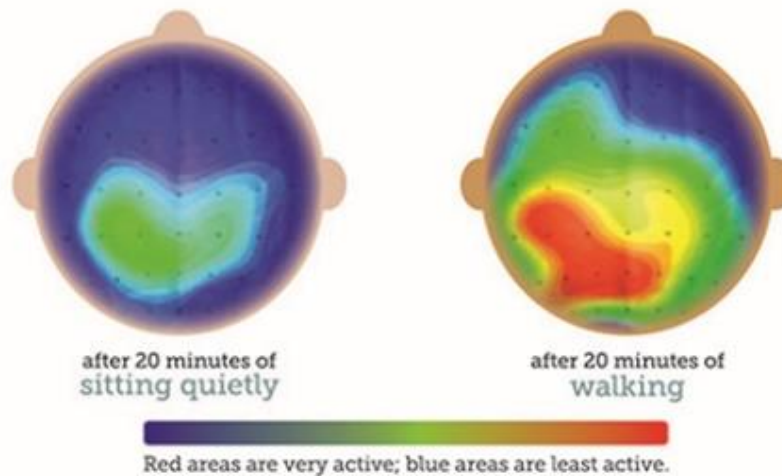 after 20 minutes of
sitting quietly
after 20 minutes of
walking
Red areas are very active; blue areas are least active.